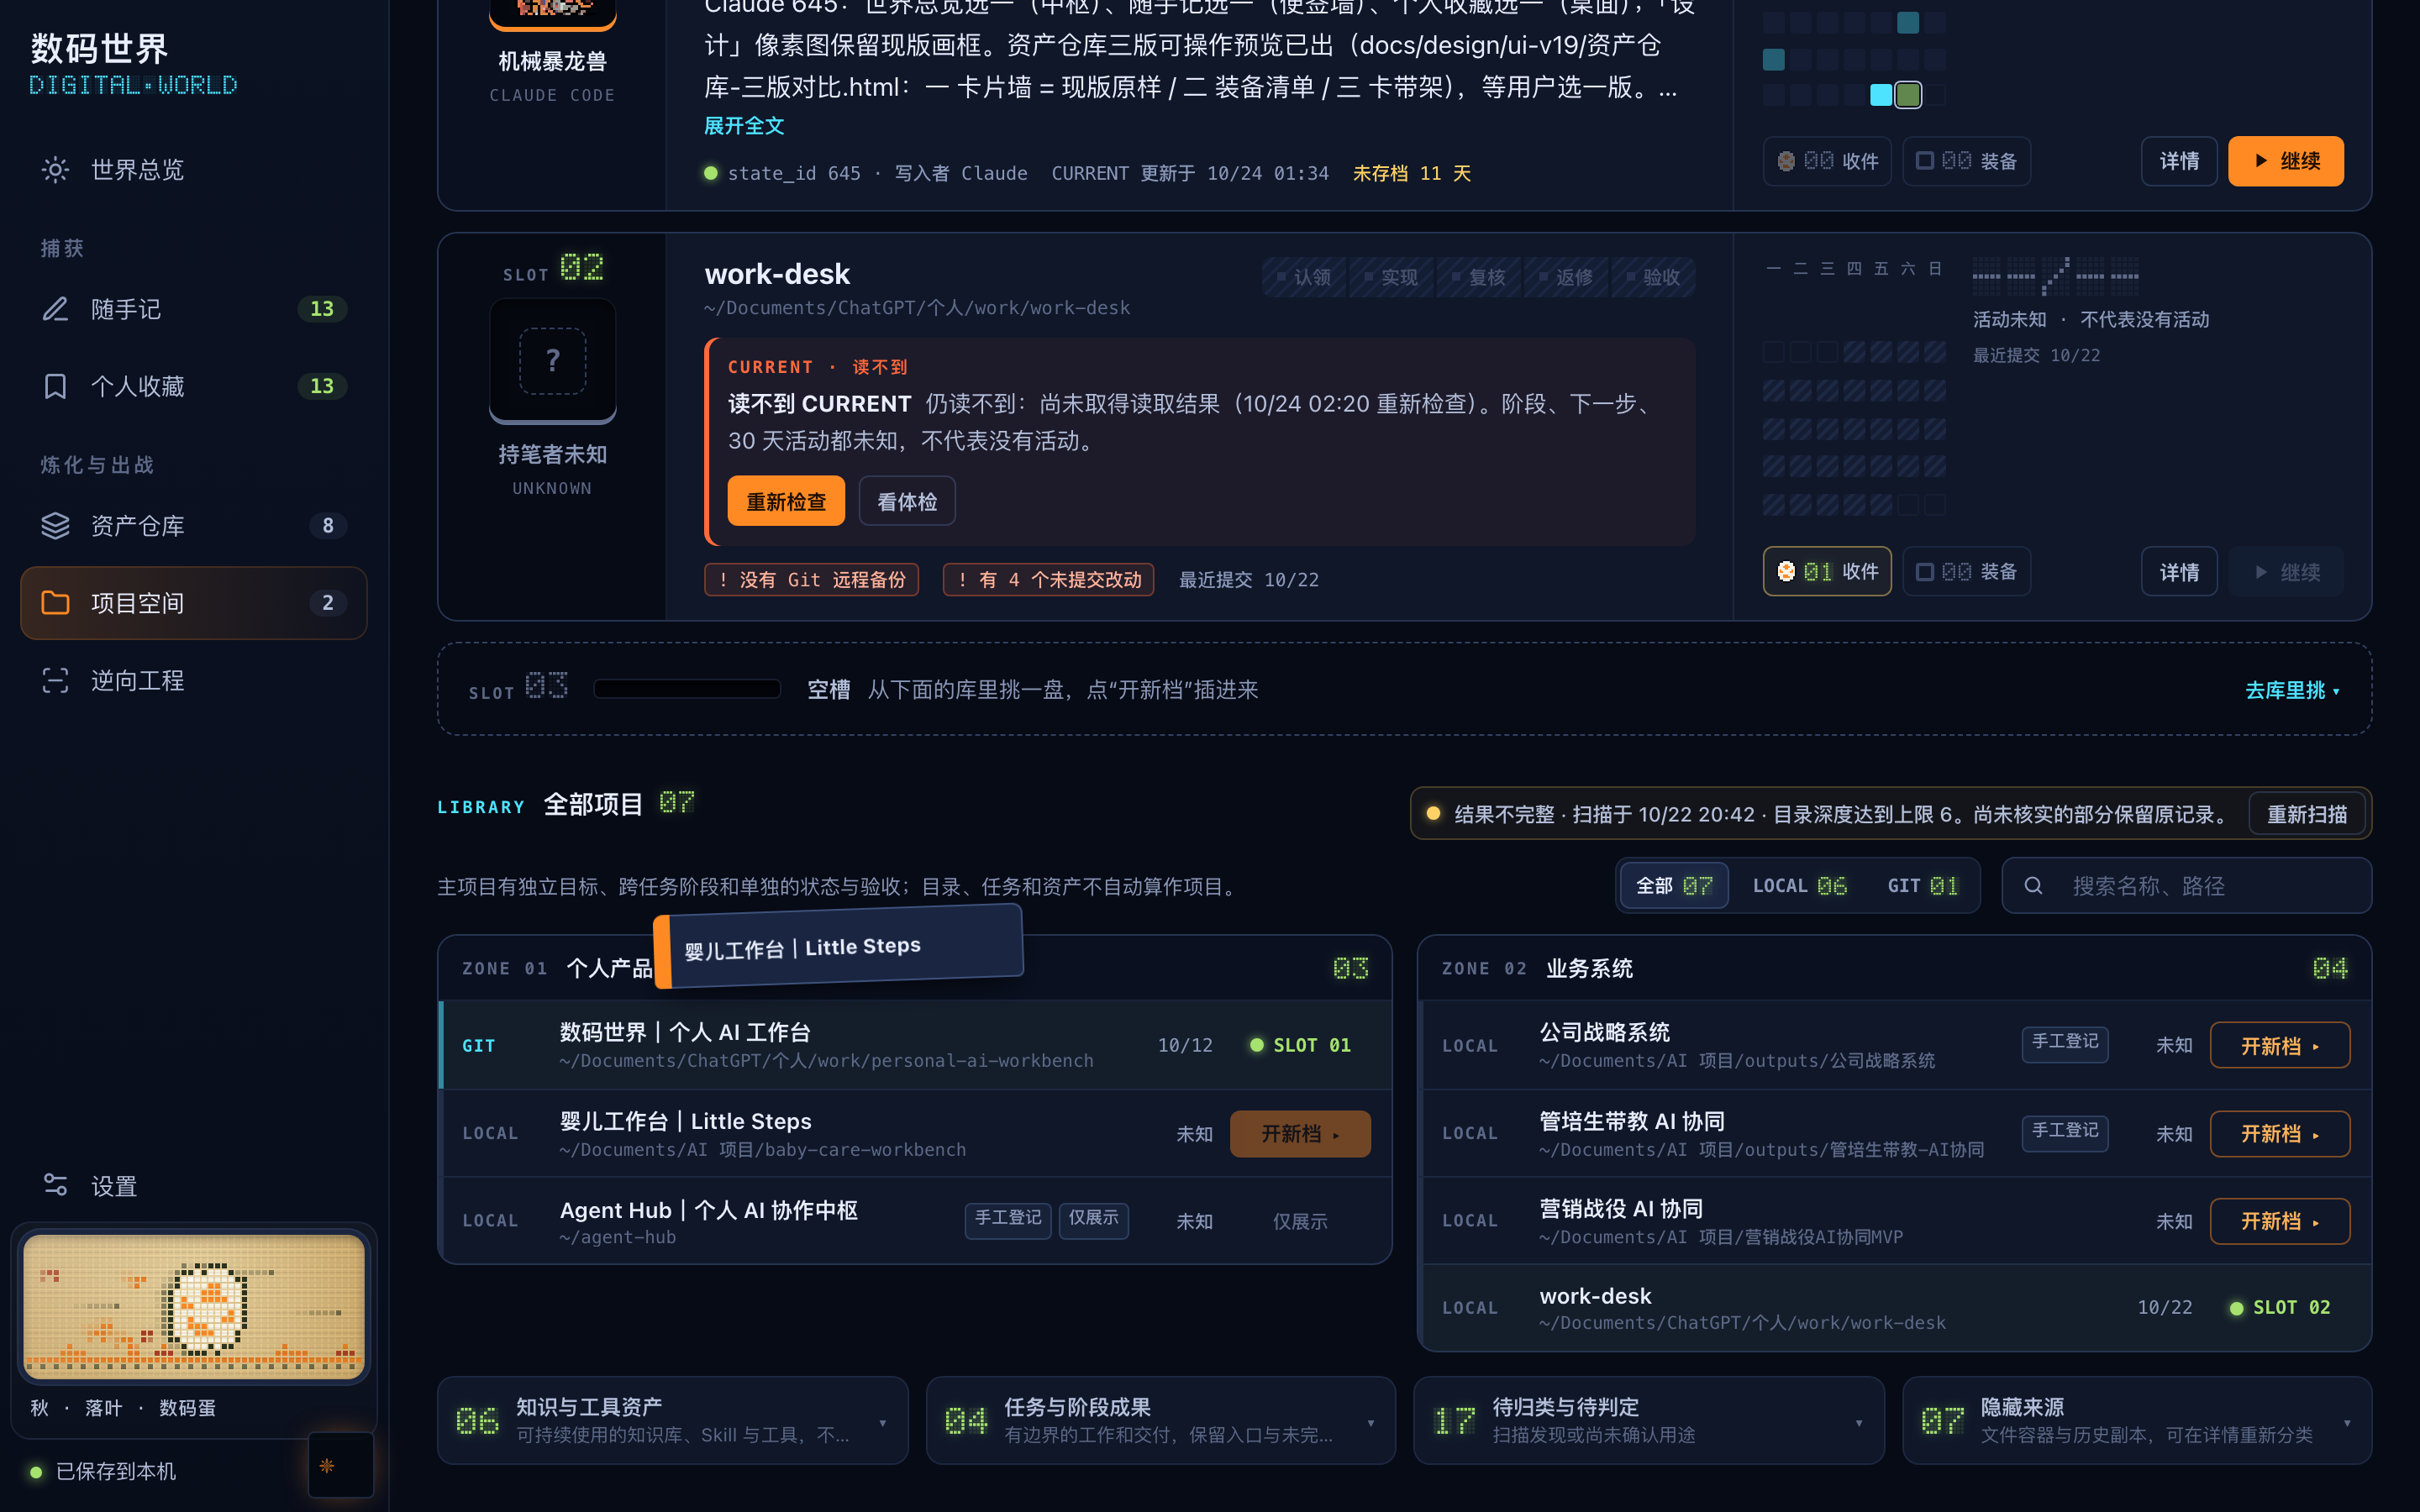 数码世界
DIGITAL·WORLD
世界总览
捕获
随手记 13
个人收藏 13
炼化与出战
资产仓库 8
项目空间 2
逆向工程
设置
秋 · 落叶 · 数码蛋
已保存到本机
机械暴龙兽
CLAUDE CODE
Claude 645：世界总览选一（中枢）、随手记选一（便签墙）、个人收藏选一（桌面），「设
计」像素图保留现版画框。资产仓库三版可操作预览已出（docs/design/ui-v19/资产仓
库-三版对比.html：一 卡片墙 = 现版原样 / 二 装备清单 / 三 卡带架），等用户选一版。...
展开全文
state_id 645 · 写入者 Claude CURRENT 更新于 10/24 01:34 未存档 11 天
00 收件 00 装备 详情 ▶ 继续
SLOT 02
?
持笔者未知
UNKNOWN
work-desk
~/Documents/ChatGPT/个人/work/work-desk
认领 实现 复核 返修 验收
CURRENT · 读不到
读不到 CURRENT 仍读不到：尚未取得读取结果（10/24 02:20 重新检查）。阶段、下一步、
30 天活动都未知，不代表没有活动。
重新检查 看体检
! 没有 Git 远程备份 ! 有 4 个未提交改动 最近提交 10/22
一 二 三 四 五 六 日
--/--
活动未知 · 不代表没有活动
最近提交 10/22
01 收件 00 装备 详情 ▶ 继续
SLOT 03 空槽 从下面的库里挑一盘，点“开新档”插进来 去库里挑 ▾
LIBRARY 全部项目 07
结果不完整 · 扫描于 10/22 20:42 · 目录深度达到上限 6。尚未核实的部分保留原记录。 重新扫描
主项目有独立目标、跨任务阶段和单独的状态与验收；目录、任务和资产不自动算作项目。
全部 07 LOCAL 06 GIT 01 搜索名称、路径
婴儿工作台｜Little Steps
ZONE 01 个人产品 03
GIT 数码世界｜个人 AI 工作台 10/12 SLOT 01
~/Documents/ChatGPT/个人/work/personal-ai-workbench
LOCAL 婴儿工作台｜Little Steps 未知 开新档 ▸
~/Documents/AI 项目/baby-care-workbench
LOCAL Agent Hub｜个人 AI 协作中枢 手工登记 仅展示 未知 仅展示
~/agent-hub
ZONE 02 业务系统 04
LOCAL 公司战略系统 手工登记 未知 开新档 ▸
~/Documents/AI 项目/outputs/公司战略系统
LOCAL 管培生带教 AI 协同 手工登记 未知 开新档 ▸
~/Documents/AI 项目/outputs/管培生带教-AI协同
LOCAL 营销战役 AI 协同 未知 开新档 ▸
~/Documents/AI 项目/营销战役AI协同MVP
LOCAL work-desk 10/22 SLOT 02
~/Documents/ChatGPT/个人/work/work-desk
06 知识与工具资产 ▾
可持续使用的知识库、Skill 与工具，不...
04 任务与阶段成果 ▾
有边界的工作和交付，保留入口与未完...
17 待归类与待判定 ▾
扫描发现或尚未确认用途
07 隐藏来源 ▾
文件容器与历史副本，可在详情重新分类